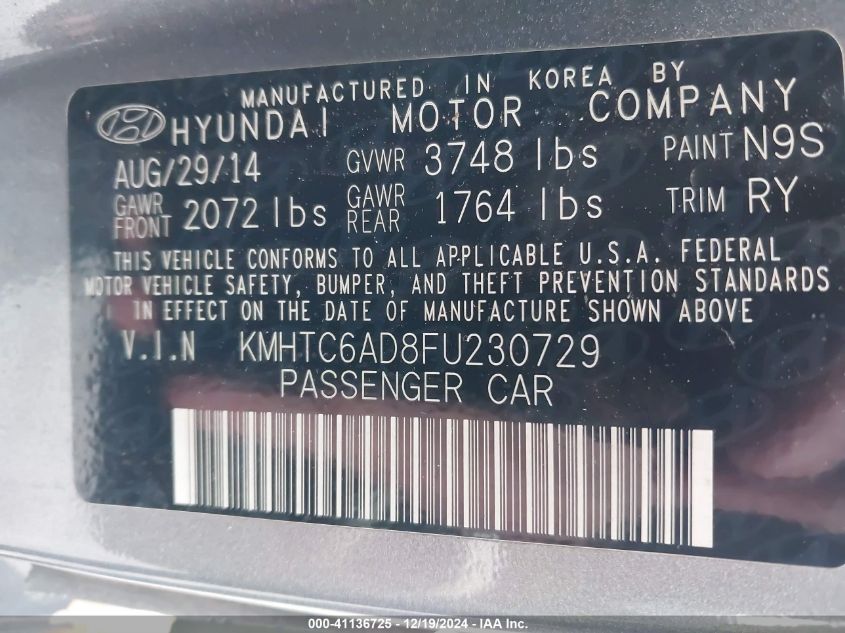 MANUFACTURED IN KOREA BY
HYUNDAI MOTOR COMPANY
AUG/29/14 GVWR 3748 lbs PAINT N9S
GAWR FRONT 2072 lbs GAWR REAR 1764 lbs TRIM RY
THIS VEHICLE CONFORMS TO ALL APPLICABLE U.S.A. FEDERAL
MOTOR VEHICLE SAFETY, BUMPER, AND THEFT PREVENTION STANDARDS
IN EFFECT ON THE DATE OF MANUFACTURE SHOWN ABOVE
V.I.N KMHTC6AD8FU230729
PASSENGER CAR
000-41136725 - 12/19/2024 - IAA Inc.